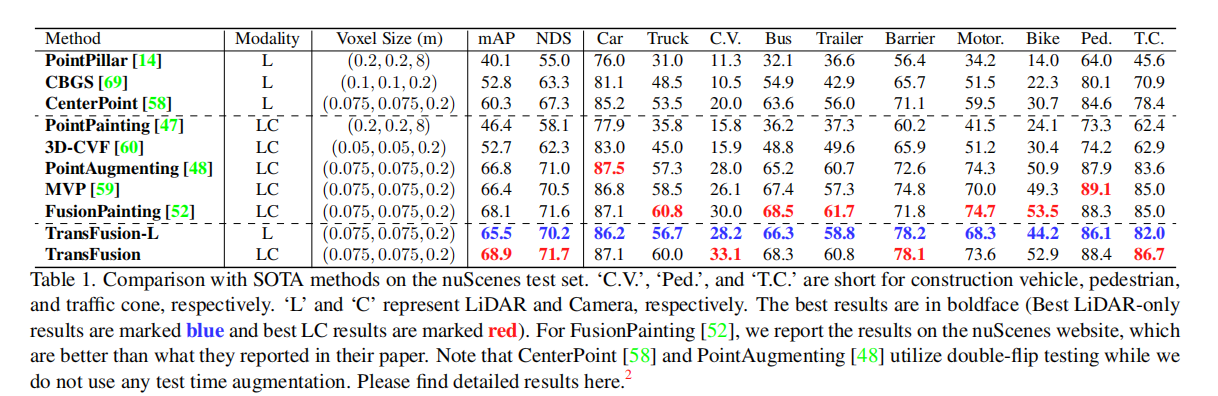 Method Modality Voxel Size (m) mAP NDS Car Truck C.V. Bus Trailer Barrier Motor. Bike Ped. T.C.
PointPillar [14] L (0.2, 0.2, 8) 40.1 55.0 76.0 31.0 11.3 32.1 36.6 56.4 34.2 14.0 64.0 45.6
CBGS [69] L (0.1, 0.1, 0.2) 52.8 63.3 81.1 48.5 10.5 54.9 42.9 65.7 51.5 22.3 80.1 70.9
CenterPoint [58] L (0.075, 0.075, 0.2) 60.3 67.3 85.2 53.5 20.0 63.6 56.0 71.1 59.5 30.7 84.6 78.4
PointPainting [47] LC (0.2, 0.2, 8) 46.4 58.1 77.9 35.8 15.8 36.2 37.3 60.2 41.5 24.1 73.3 62.4
3D-CVF [60] LC (0.05, 0.05, 0.2) 52.7 62.3 83.0 45.0 15.9 48.8 49.6 65.9 51.2 30.4 74.2 62.9
PointAugmenting [48] LC (0.075, 0.075, 0.2) 66.8 71.0 87.5 57.3 28.0 65.2 60.7 72.6 74.3 50.9 87.9 83.6
MVP [59] LC (0.075, 0.075, 0.2) 66.4 70.5 86.8 58.5 26.1 67.4 57.3 74.8 70.0 49.3 89.1 85.0
FusionPainting [52] LC (0.075, 0.075, 0.2) 68.1 71.6 87.1 60.8 30.0 68.5 61.7 71.8 74.7 53.5 88.3 85.0
TransFusion-L L (0.075, 0.075, 0.2) 65.5 70.2 86.2 56.7 28.2 66.3 58.8 78.2 68.3 44.2 86.1 82.0
TransFusion LC (0.075, 0.075, 0.2) 68.9 71.7 87.1 60.0 33.1 68.3 60.8 78.1 73.6 52.9 88.4 86.7
Table 1. Comparison with SOTA methods on the nuScenes test set. ‘C.V.’, ‘Ped.’, and ‘T.C.’ are short for construction vehicle, pedestrian,
and traffic cone, respectively. ‘L’ and ‘C’ represent LiDAR and Camera, respectively. The best results are in boldface (Best LiDAR-only
results are marked blue and best LC results are marked red). For FusionPainting [52], we report the results on the nuScenes website, which
are better than what they reported in their paper. Note that CenterPoint [58] and PointAugmenting [48] utilize double-flip testing while we
do not use any test time augmentation. Please find detailed results here.2